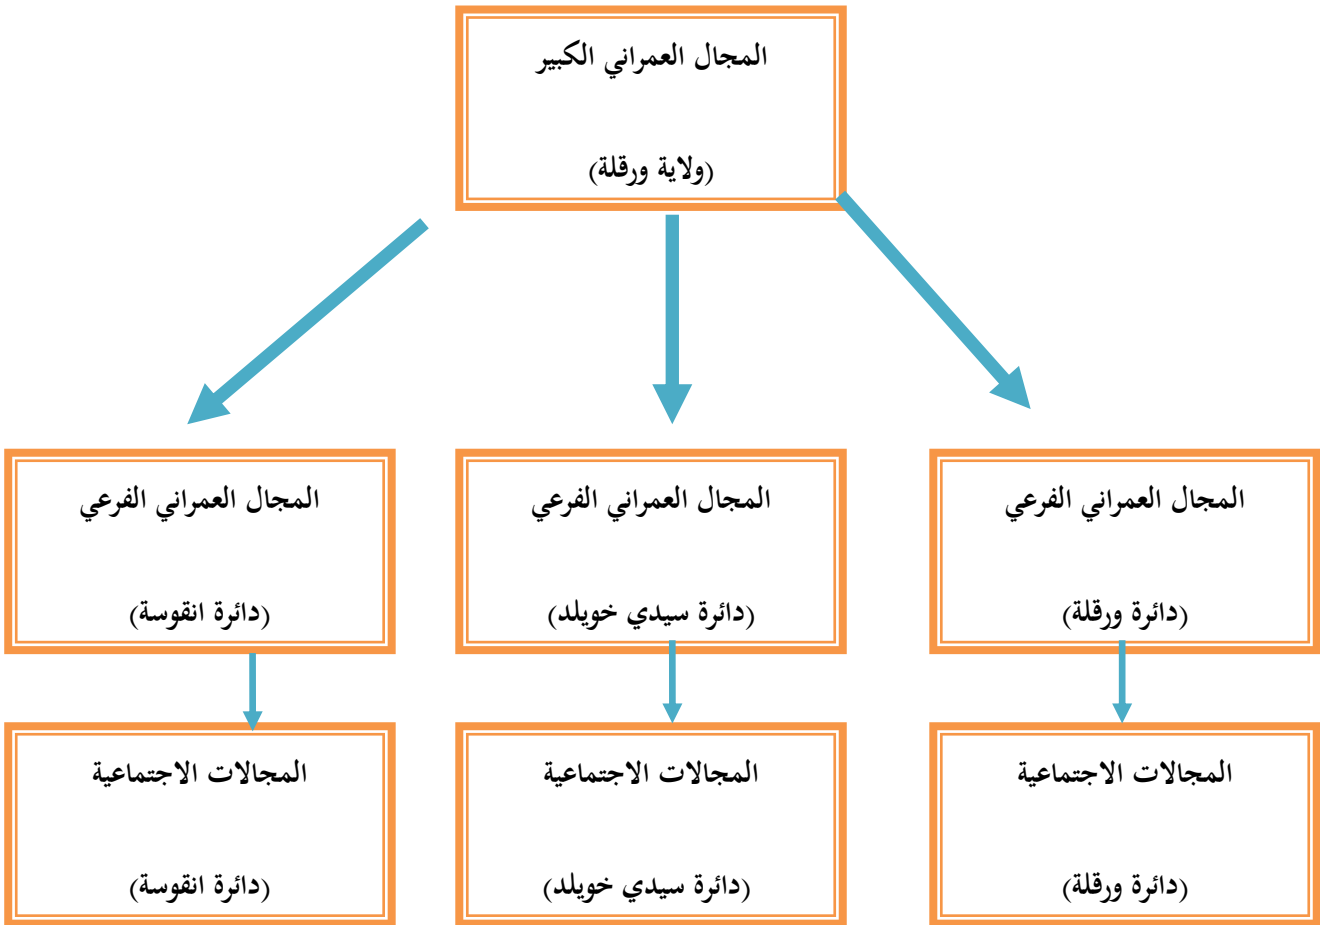 المجال العمراني الكبير
(ولاية ورقلة)
المجال العمراني الفرعي
(دائرة ورقلة)
المجال العمراني الفرعي
(دائرة سيدي خويلد)
المجال العمراني الفرعي
(دائرة انقوسة)
المجالات الاجتماعية
(دائرة ورقلة)
المجالات الاجتماعية
(دائرة سيدي خويلد)
المجالات الاجتماعية
(دائرة انقوسة)